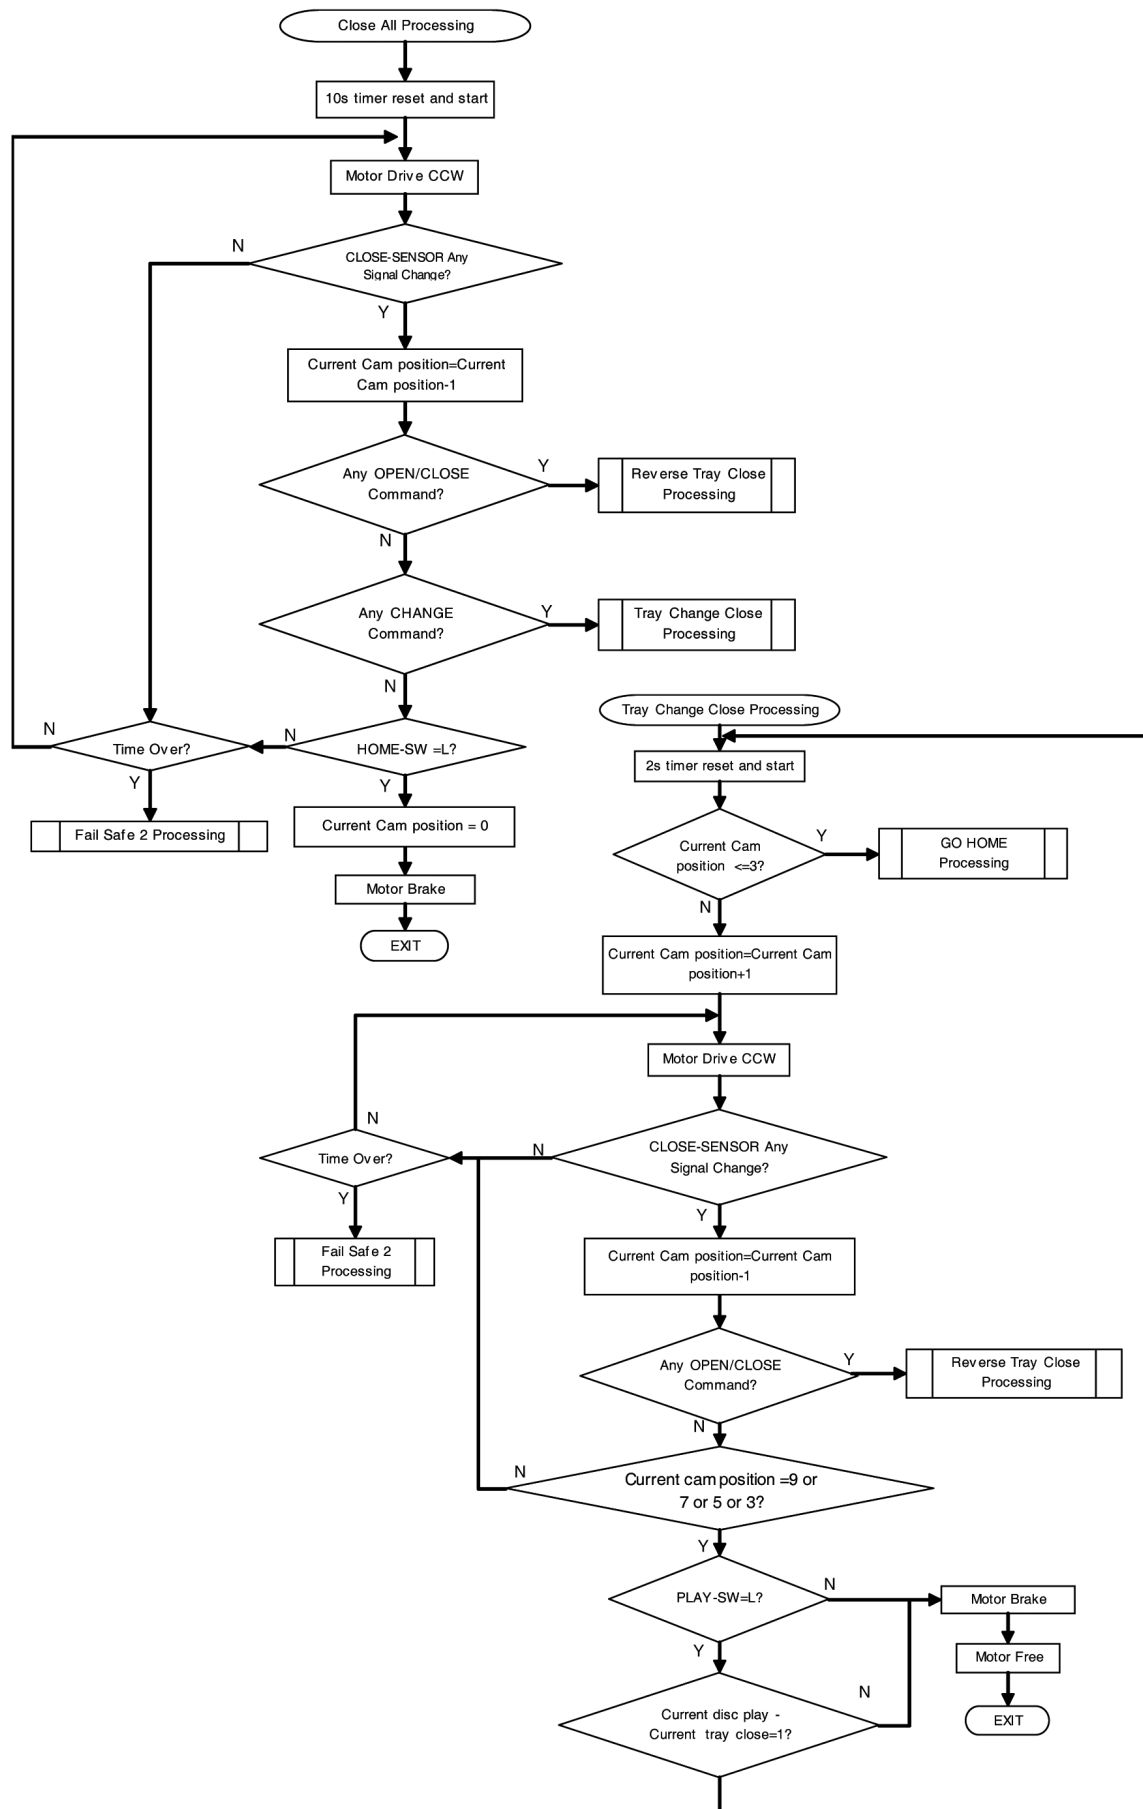 Close All Processing
10s timer reset and start
Motor Drive CCW
N
CLOSE-SENSOR Any
Signal Change?
Y
Current Cam position=Current
Cam position-1
Any OPEN/CLOSE
Command?
Y
Reverse Tray Close
Processing
N
Any CHANGE
Command?
Y
Tray Change Close
Processing
N
N
Time Over?
N
HOME-SW =L?
Y
Y
Fail Safe 2 Processing
Current Cam position = 0
Motor Brake
EXIT
Tray Change Close Processing
2s timer reset and start
Current Cam
position <=3?
Y
GO HOME
Processing
N
Current Cam position=Current Cam
position+1
Motor Drive CCW
N
Time Over?
N
CLOSE-SENSOR Any
Signal Change?
Y
Y
Fail Safe 2
Processing
Current Cam position=Current Cam
position-1
Any OPEN/CLOSE
Command?
Y
Reverse Tray Close
Processing
N
N
Current cam position =9 or
7 or 5 or 3?
Y
PLAY-SW=L?
N
Motor Brake
Motor Free
EXIT
Y
N
Current disc play -
Current tray close=1?